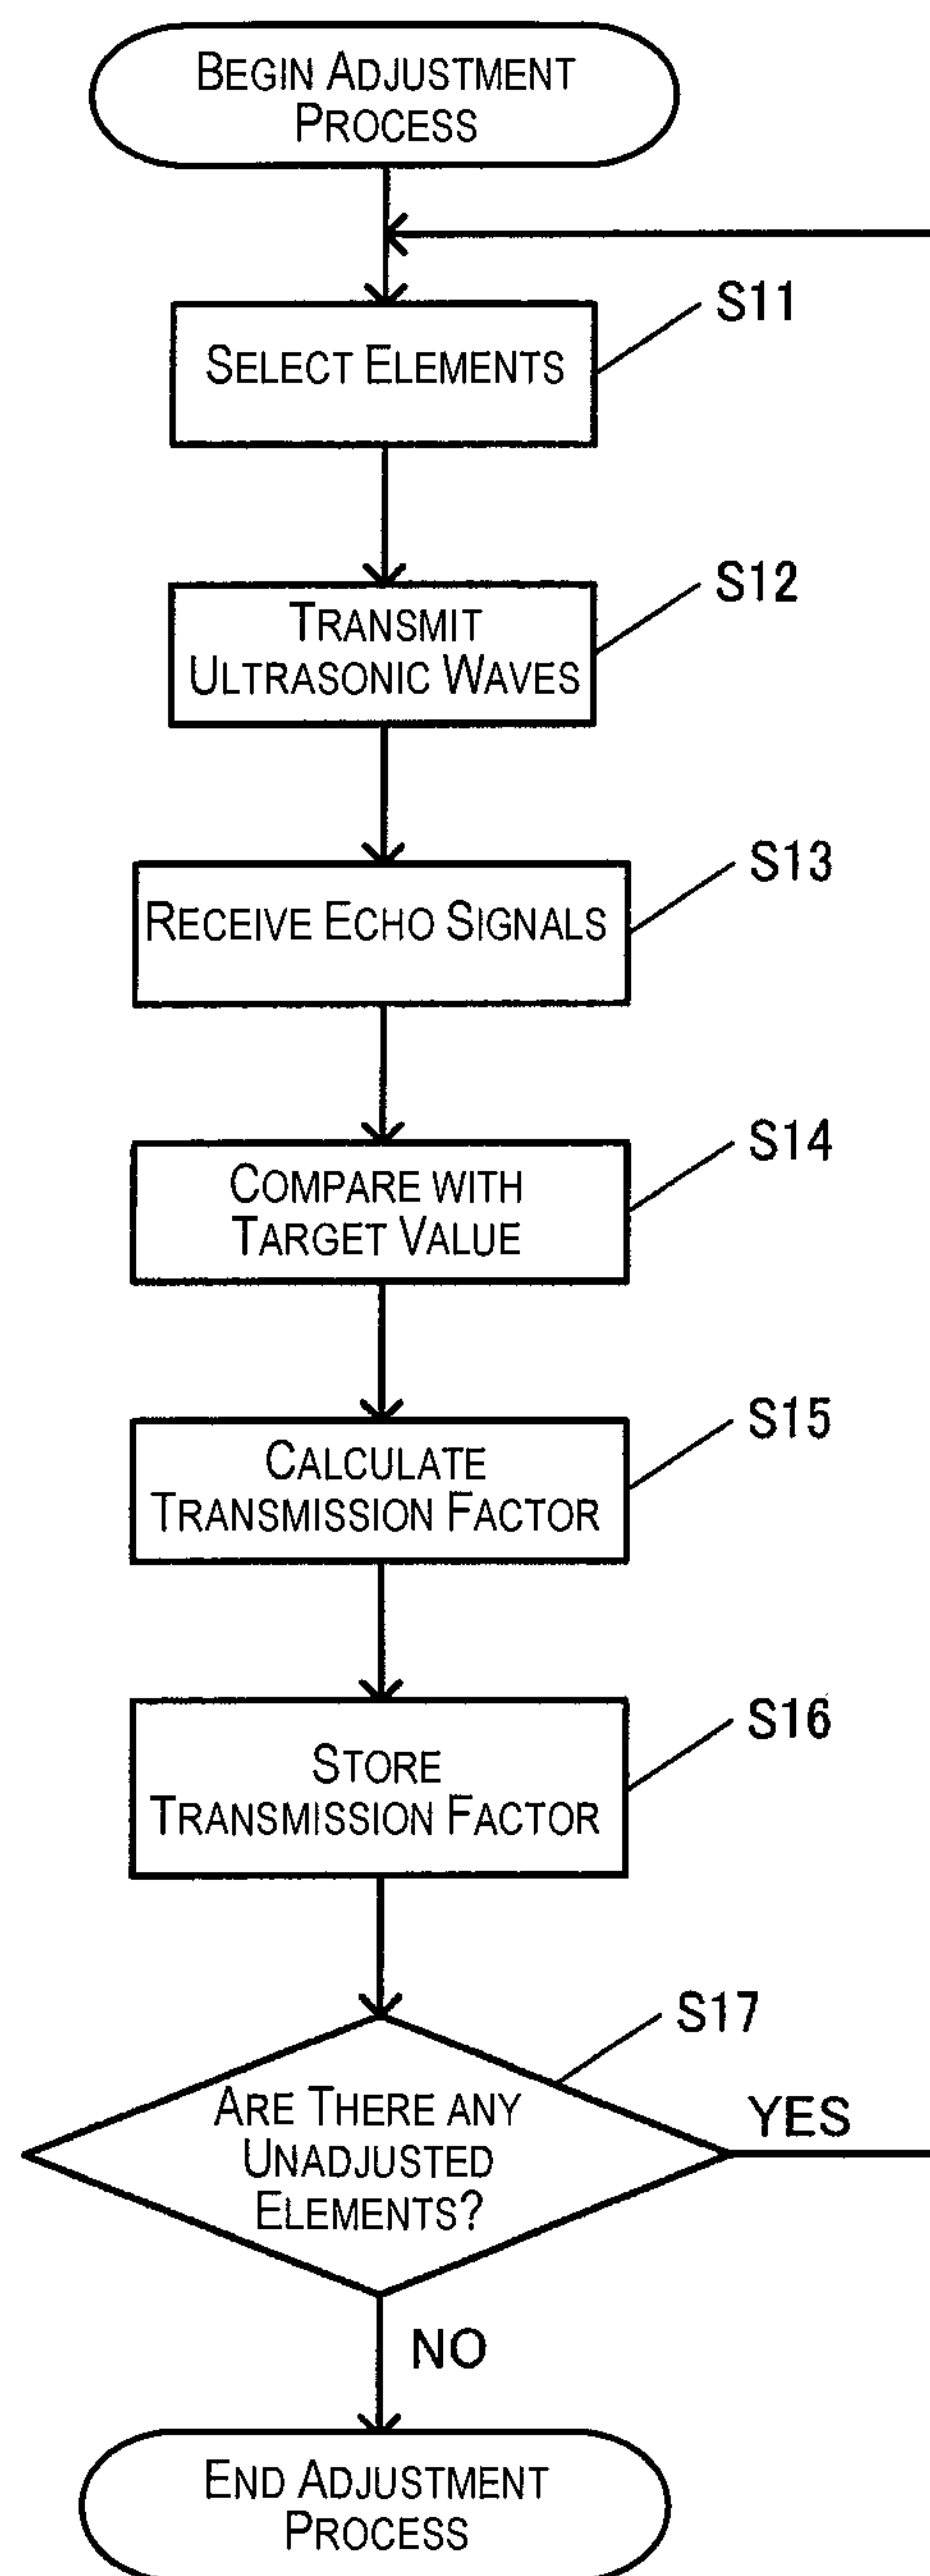 BEGIN ADJUSTMENT
PROCESS
S11
SELECT ELEMENTS
S12
TRANSMIT
ULTRASONIC WAVES
S13
RECEIVE ECHO SIGNALS
S14
COMPARE WITH
TARGET VALUE
S15
CALCULATE
TRANSMISSION FACTOR
S16
STORE
TRANSMISSION FACTOR
S17
ARE THERE ANY
UNADJUSTED
ELEMENTS?
YES
NO
END ADJUSTMENT
PROCESS